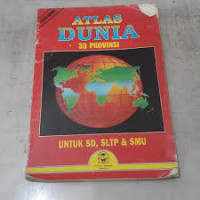 ATLAS
DUNIA
33 PROVINSI
UNTUK SD, SLTP & SMU